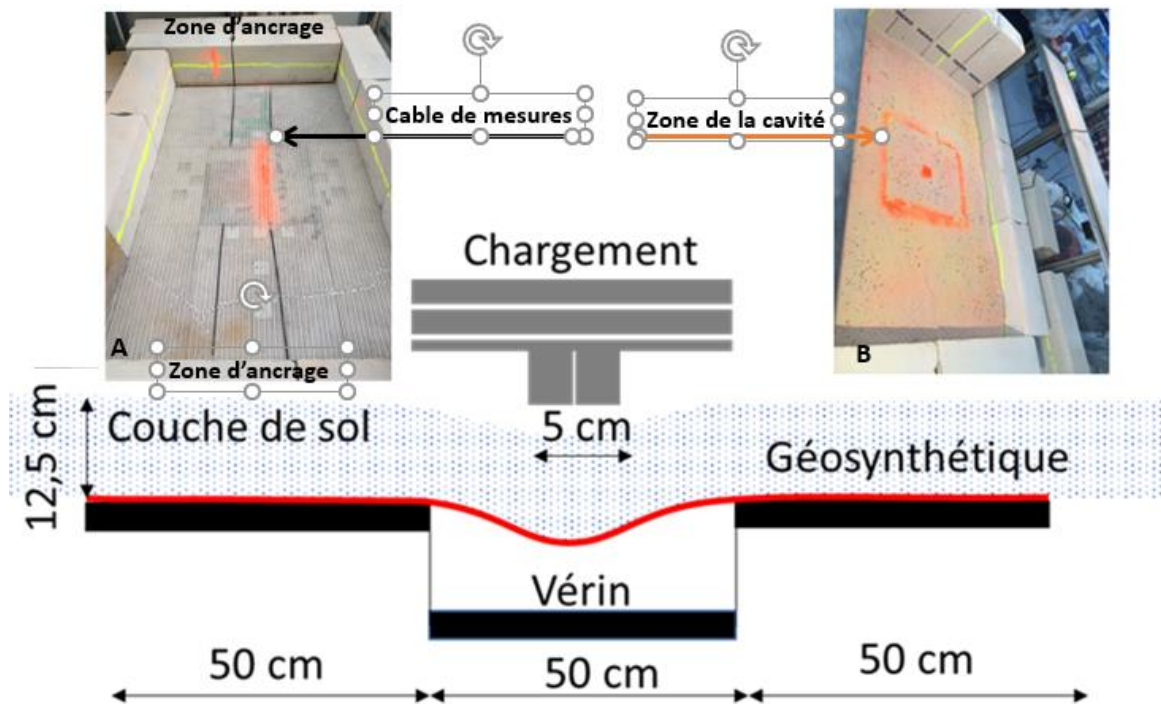 Zone d'ancrage
Cable de mesures
Zone de la cavité
A
Zone d'ancrage
B
Chargement
5 cm
Couche de sol
Géosynthétique
12,5 cm
Vérin
50 cm
50 cm
50 cm